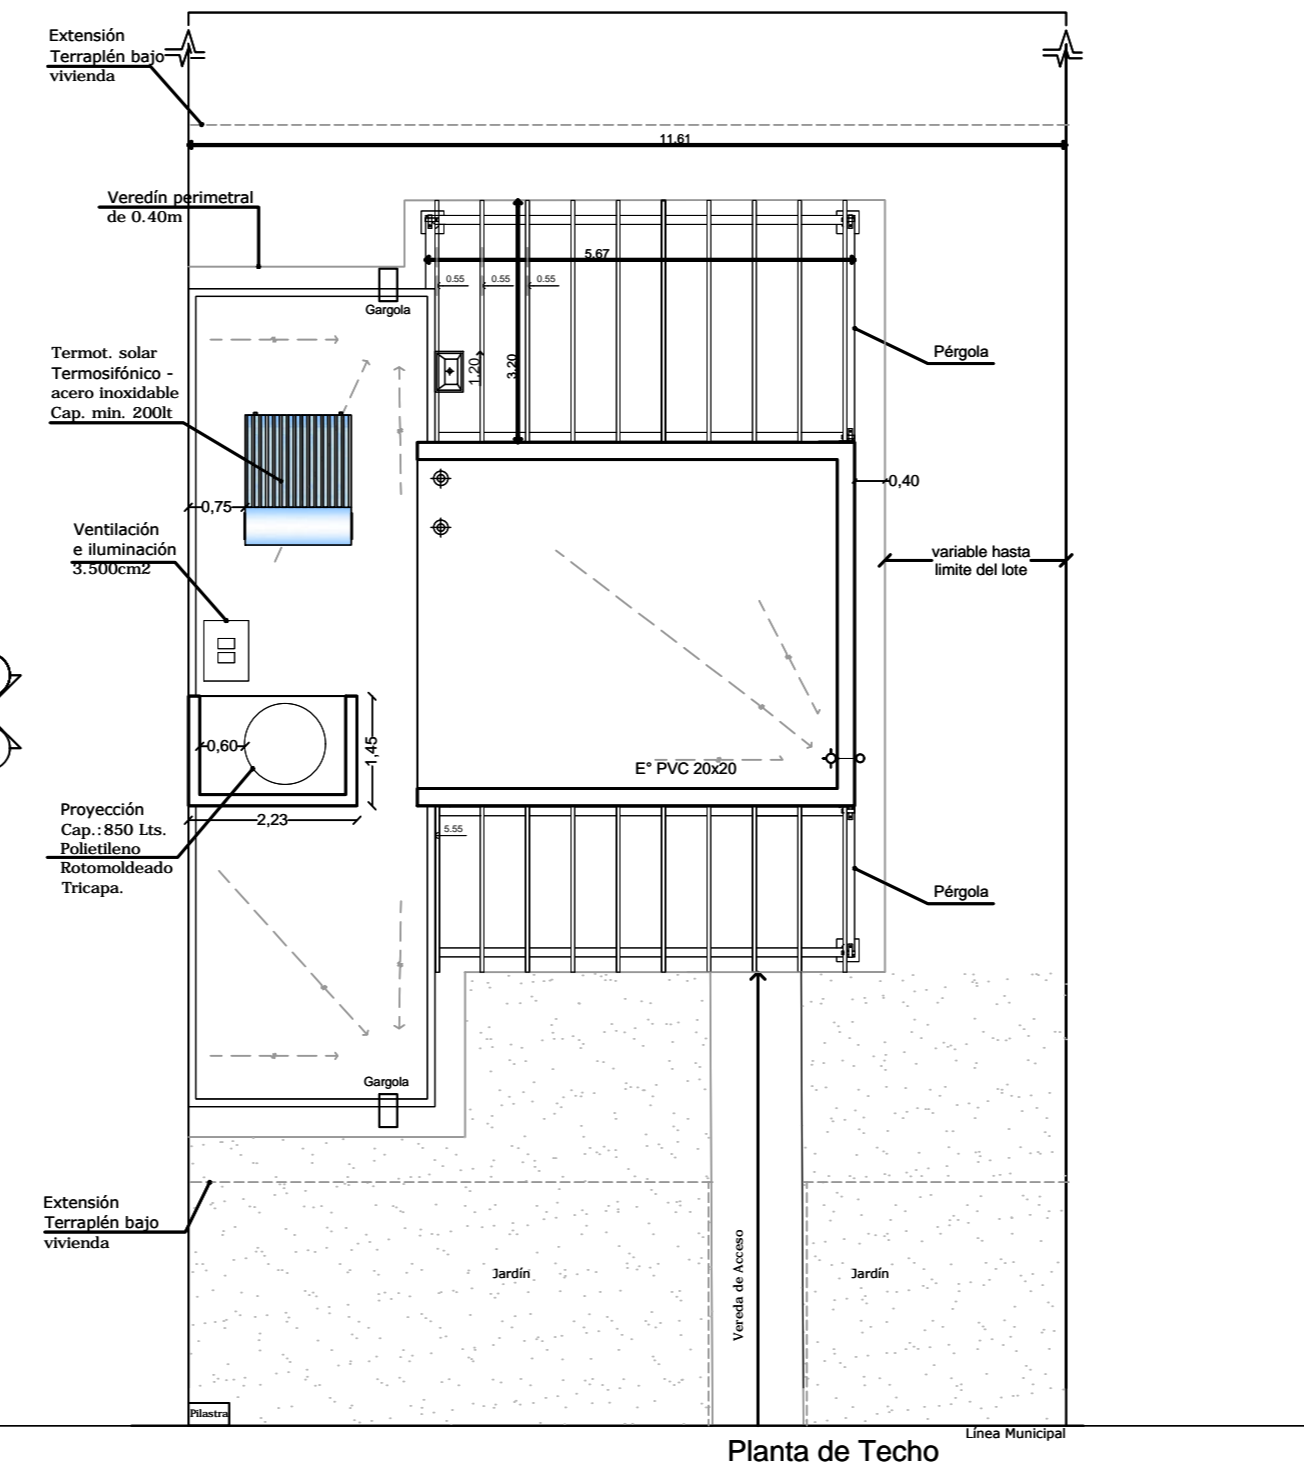 Extensión
Terraplén bajo
vivienda
11.61
Veredín perimetral
de 0.40m
5.67
0.55
0.55
0.55
Gargola
Termot. solar
Termosifónico -
acero inoxidable
Cap. min. 200lt
1.20
3.20
Pérgola
0,75
0,40
Ventilación
e iluminación
3.500cm2
variable hasta
limite del lote
0,60
1,45
E° PVC 20x20
2,23
Proyección
Cap.:850 Lts.
Polietileno
Rotomoldeado
Tricapa.
5.55
Pérgola
Gargola
Extensión
Terraplén bajo
vivienda
Jardín
Vereda de Acceso
Jardín
Pilastra
Línea Municipal
Planta de Techo